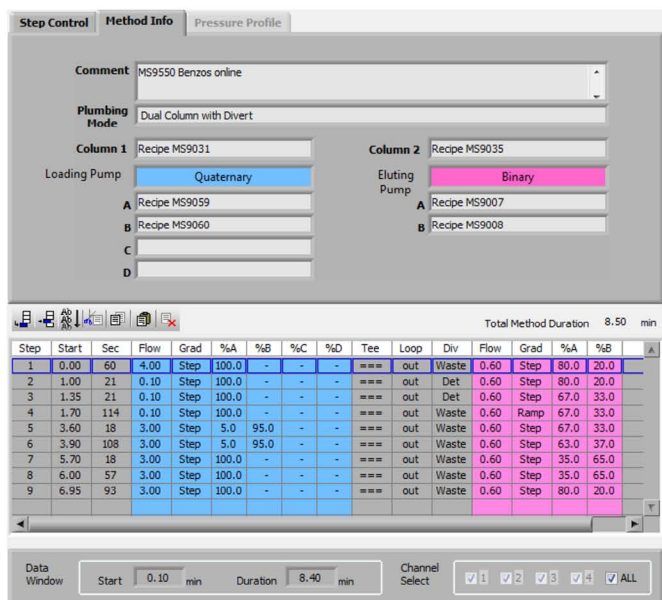 Step Control Method Info Pressure Profile
Comment MS9550 Benzos online
Plumbing Mode Dual Column with Divert
Column 1 Recipe MS9031 Column 2 Recipe MS9035
Loading Pump Quaternary Eluting Pump Binary
A Recipe MS9059 A Recipe MS9007
B Recipe MS9060 B Recipe MS9008
C
D
Total Method Duration 8.50 min
Step Start Sec Flow Grad %A %B %C %D Tee Loop Div Flow Grad %A %B
1 0.00 60 4.00 Step 100.0 - - - === out Waste 0.60 Step 80.0 20.0
2 1.00 21 0.10 Step 100.0 - - - === out Det 0.60 Step 80.0 20.0
3 1.35 21 0.10 Step 100.0 - - - === out Det 0.60 Step 67.0 33.0
4 1.70 114 0.10 Step 100.0 - - - === out Waste 0.60 Ramp 67.0 33.0
5 3.60 18 3.00 Step 5.0 95.0 - - === out Waste 0.60 Step 67.0 33.0
6 3.90 108 3.00 Step 5.0 95.0 - - === out Waste 0.60 Step 63.0 37.0
7 5.70 18 3.00 Step 100.0 - - - === out Waste 0.60 Step 35.0 65.0
8 6.00 57 3.00 Step 100.0 - - - === out Waste 0.60 Step 35.0 65.0
9 6.95 93 3.00 Step 100.0 - - - === out Waste 0.60 Step 80.0 20.0
Data Window Start 0.10 min Duration 8.40 min Channel Select 1 2 3 4 ALL